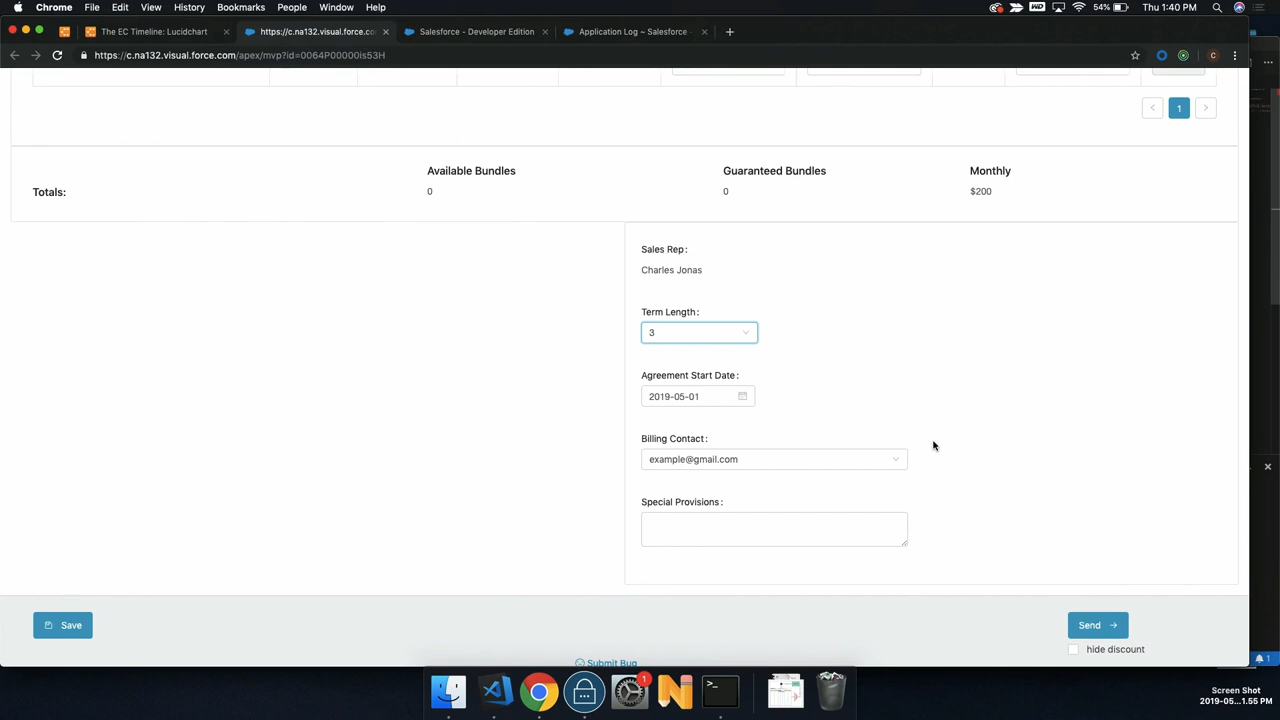 Chrome File Edit View History Bookmarks People Window Help 54% Thu 1:40 PM
The EC Timeline: Lucidchart https://c.na132.visual.force.co Salesforce - Developer Edition Application Log ~ Salesforce -
https://c.na132.visual.force.com/apex/mvp?id=0064P00000is53H C
1
Available Bundles Guaranteed Bundles Monthly
Totals: 0 0 $200
Sales Rep:
Charles Jonas
Term Length:
3
Agreement Start Date:
2019-05-01
Billing Contact:
example@gmail.com
Special Provisions:
Save Send
hide discount
Submit Bug
1
1
Screen Shot
2019-05...1.55 PM